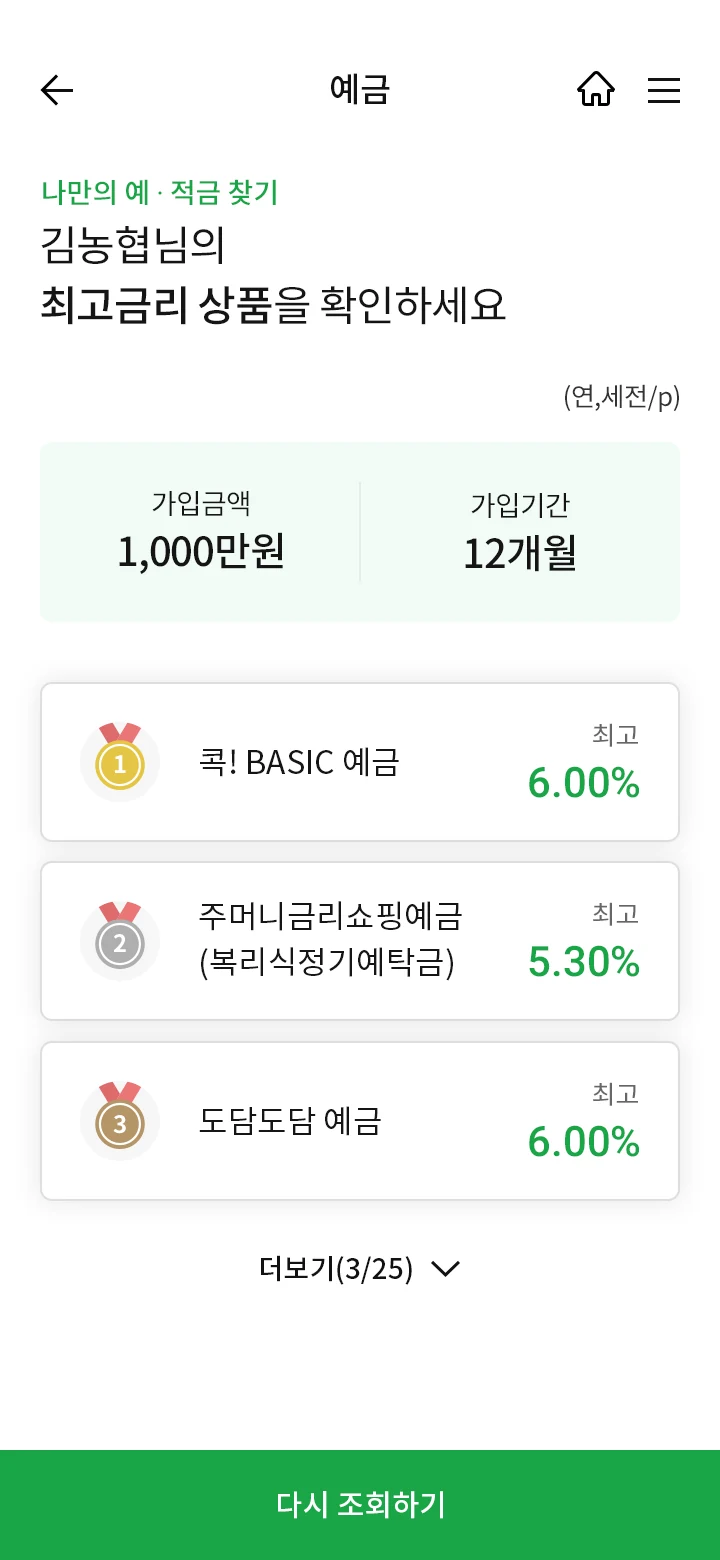 예금
나만의 예 · 적금 찾기
김농협님의
최고금리 상품을 확인하세요
(연,세전/p)
가입금액
1,000만원
가입기간
12개월
1
콕! BASIC 예금
최고
6.00%
2
주머니금리쇼핑예금
(복리식정기예탁금)
최고
5.30%
3
도담도담 예금
최고
6.00%
더보기(3/25)
다시 조회하기